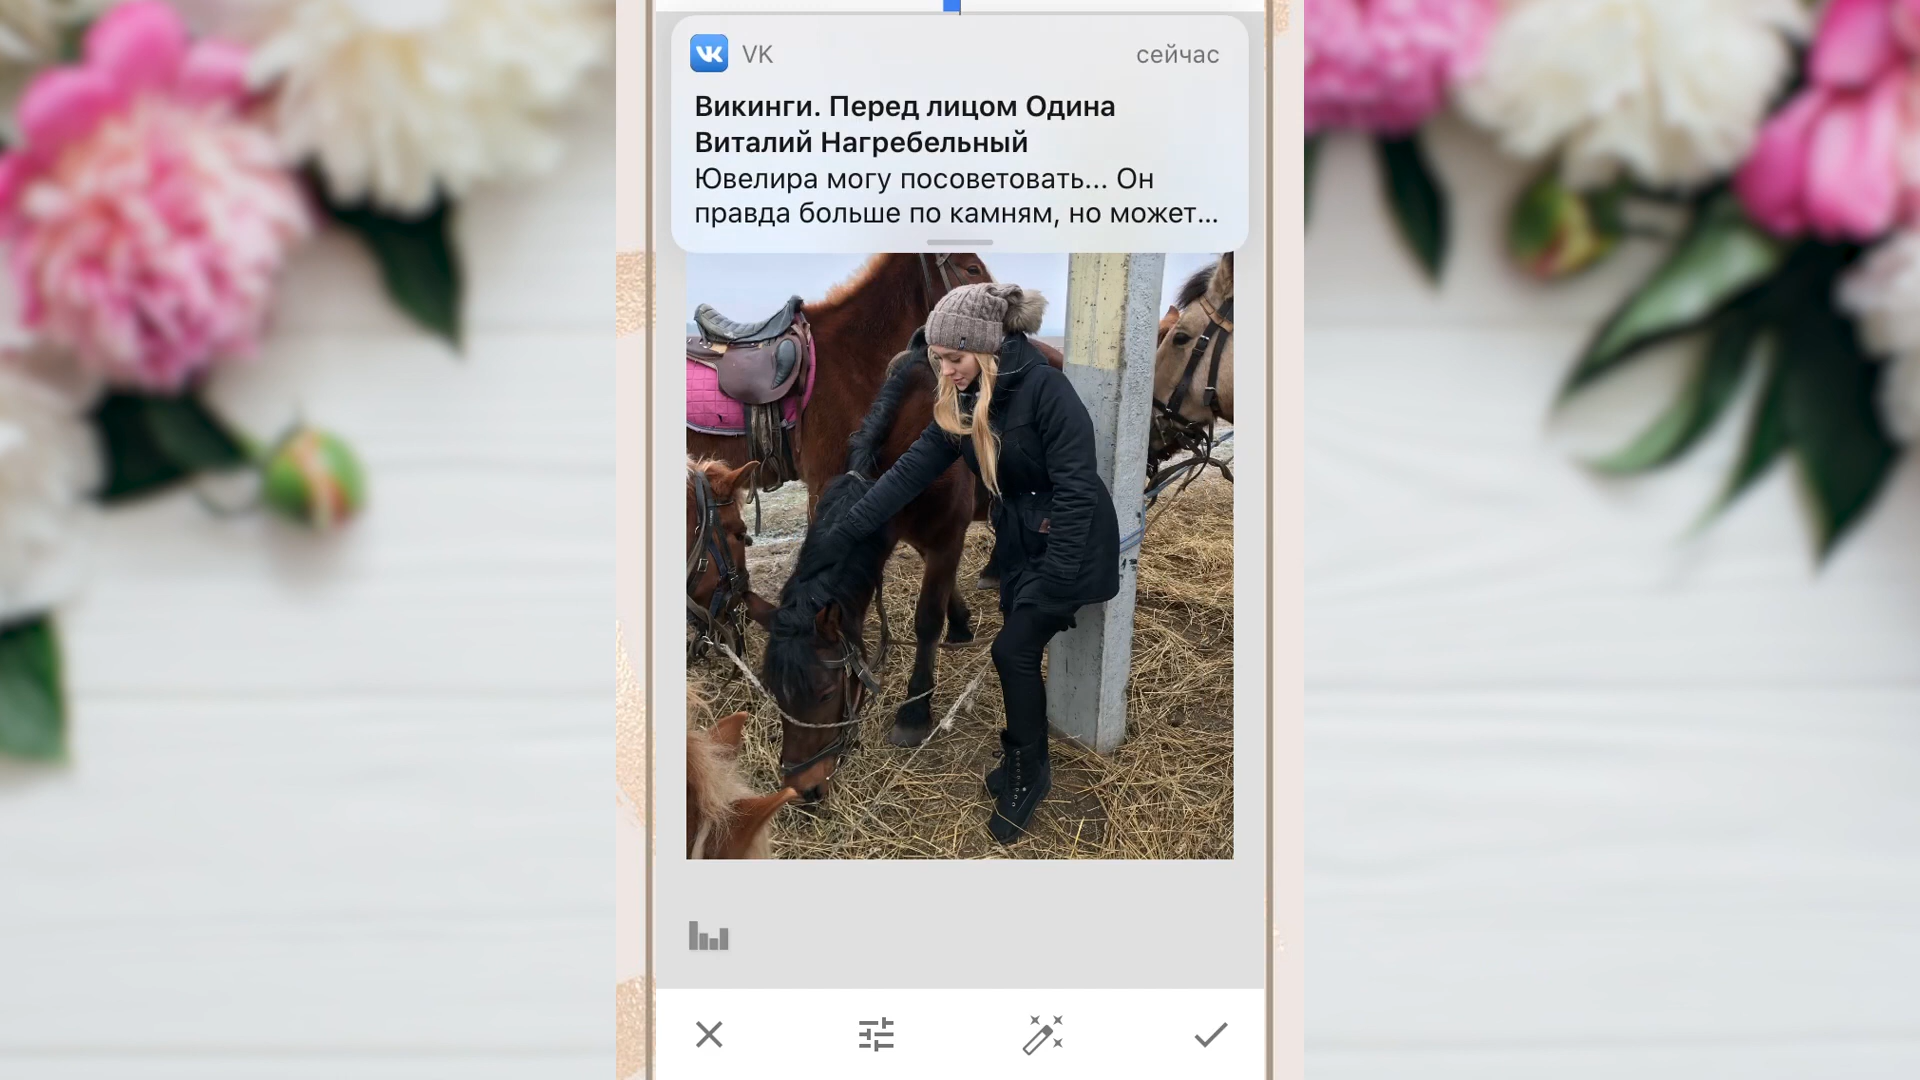 VK
сейчас
Викинги. Перед лицом Одина
Виталий Нагребельный
Ювелира могу посоветовать... Он
правда больше по камням, но может...